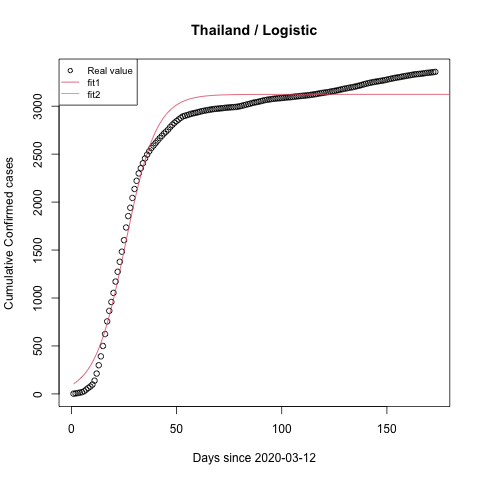 Thailand / Logistic
Real value
fit1
fit2
Cumulative Confirmed cases
0
500
1000
1500
2000
2500
3000
0
50
100
150
Days since 2020-03-12